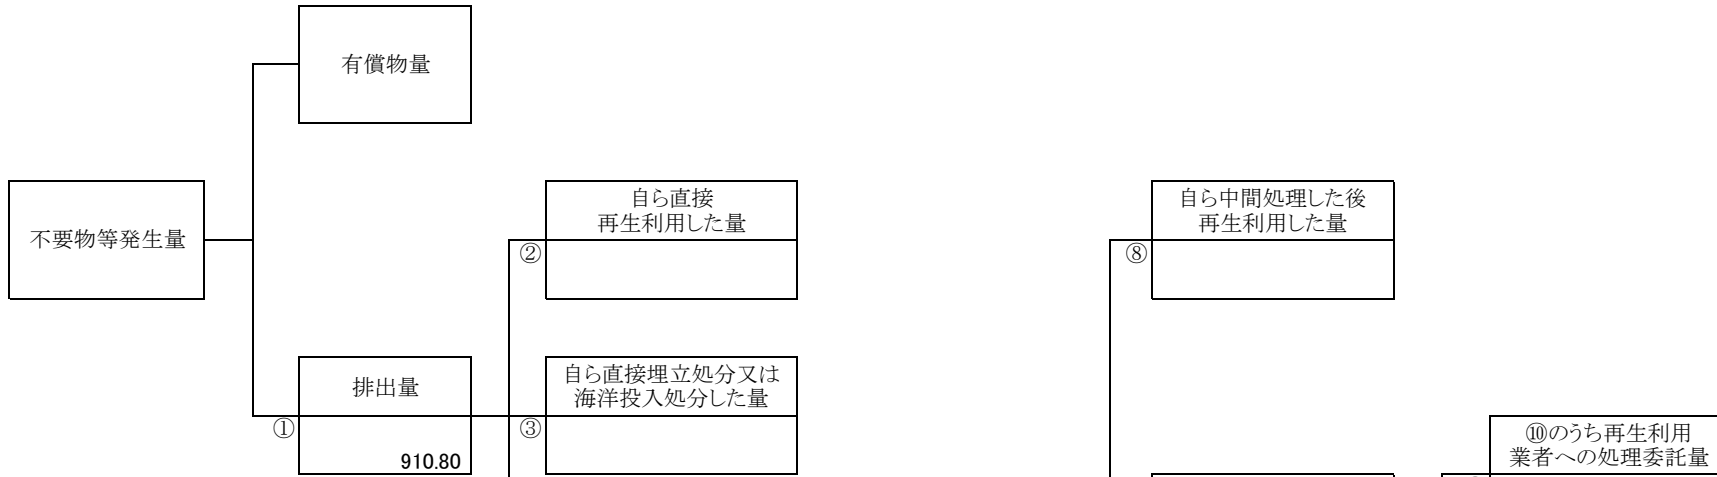 有償物量
不要物等発生量
自ら直接
再生利用した量
②
自ら中間処理した後
再生利用した量
⑧
排出量
①
910.80
自ら直接埋立処分又は
海洋投入処分した量
③
⑩のうち再生利用
業者への処理委託量